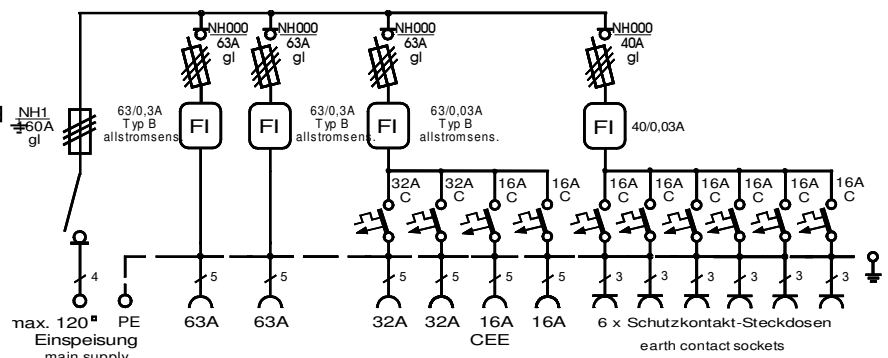 NH000 NH000 NH000 NH000
63A 63A 63A 40A
gl gl gl gl
NH1
160A
gl
FI FI FI FI
63/0,3A
Typ B
allstromsens.
63/0,3A
Typ B
allstromsens.
63/0,03A
Typ B
allstromsens.
40/0,03A
32A 32A 16A 16A 16A 16A 16A 16A 16A 16A
C C C C C C C C C C
4 5 5 5 5 5 5 3 3 3 3 3 3
max. 120 PE 63A 63A 32A 32A 16A 16A 6 x Schutzkontakt-Steckdosen
Einspeisung CEE earth contact sockets
main supply